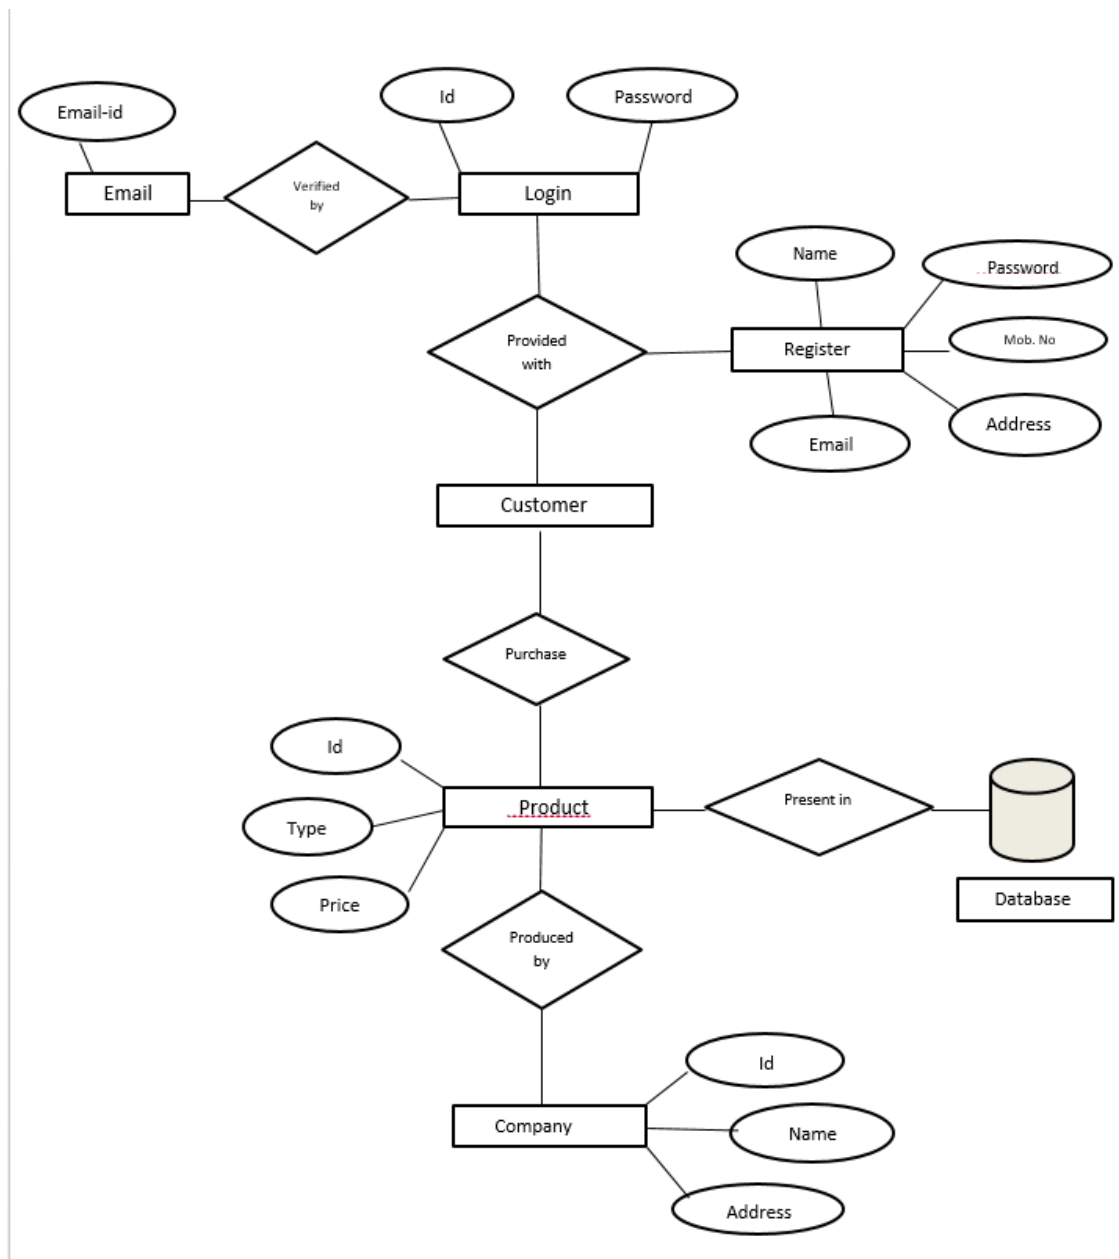 Id
Password
Email-id
Verified
by
Email
Login
Name
Password
Provided
with
Register
Mob. No
Address
Email
Customer
Purchase
Id
Present in
Product
Type
Database
Price
Produced
by
Id
Company
Name
Address